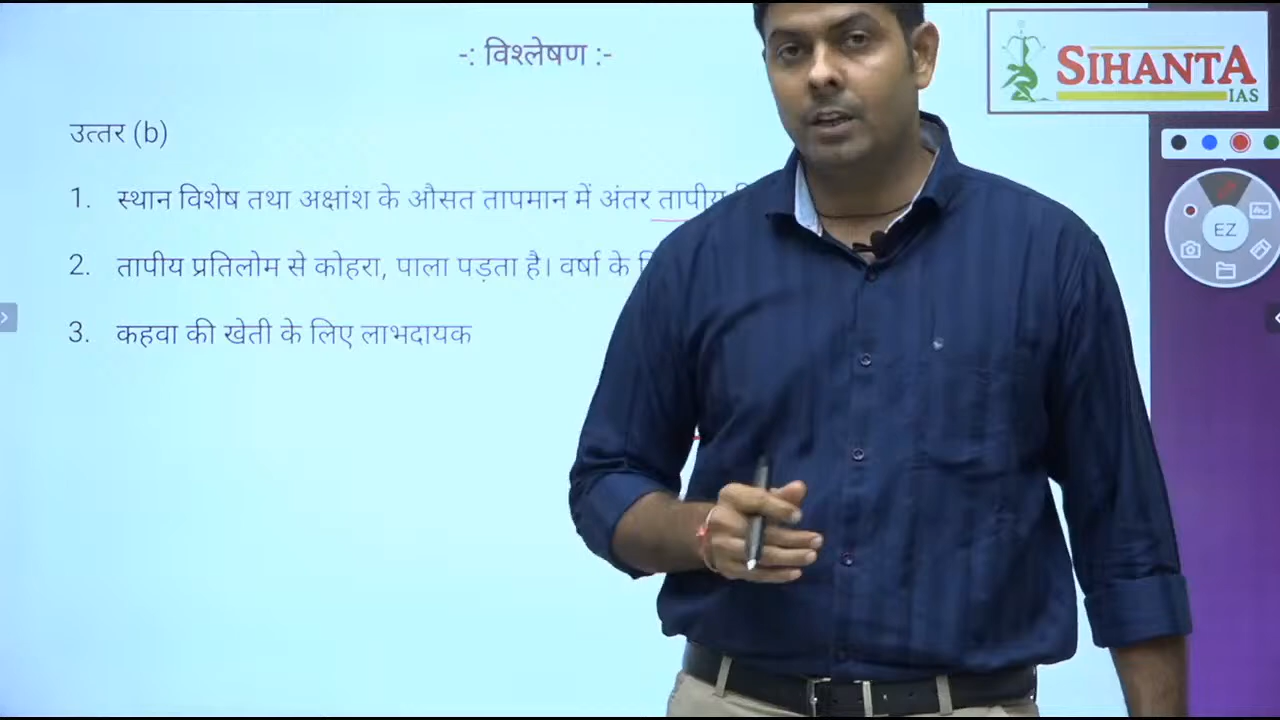 -: विश्लेषण :-
SIHANTA
IAS
उत्तर (b)
1. स्थान विशेष तथा अक्षांश के औसत तापमान में अंतर तापीय
EZ
2. तापीय प्रतिलोम से कोहरा, पाला पड़ता है। वर्षा के
3. कहवा की खेती के लिए लाभदायक